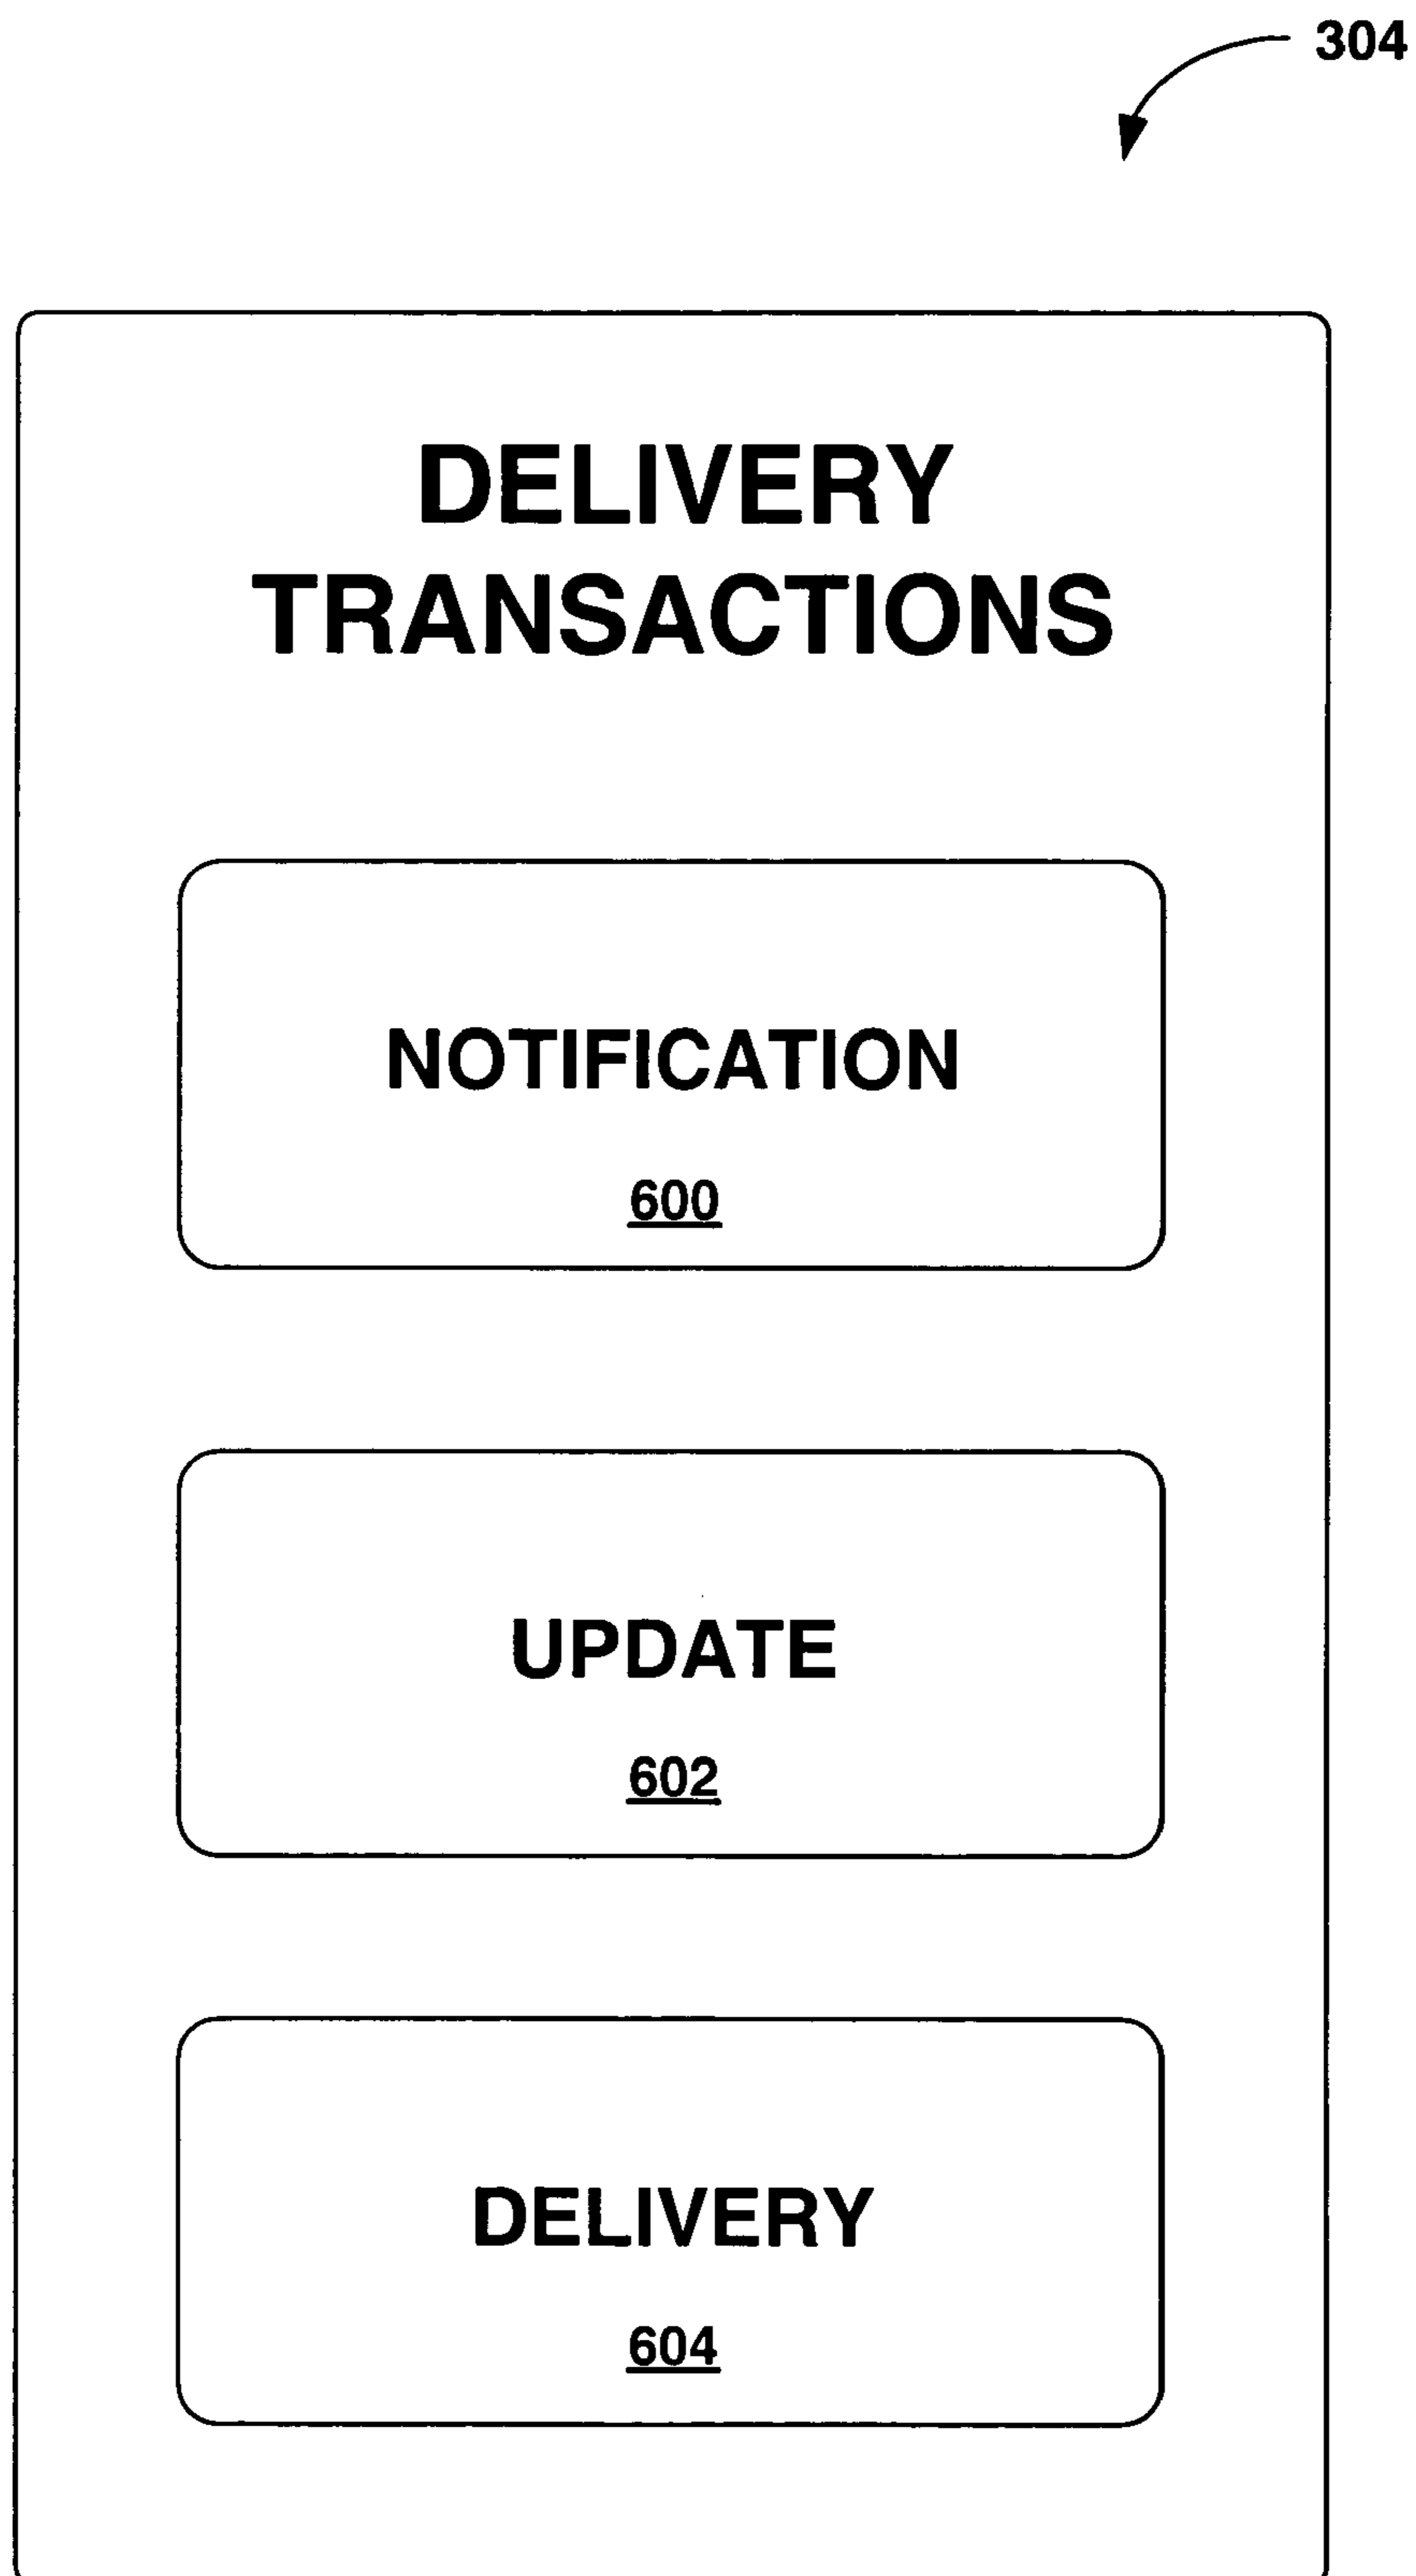 304
DELIVERY
TRANSACTIONS
NOTIFICATION
600
UPDATE
602
DELIVERY
604